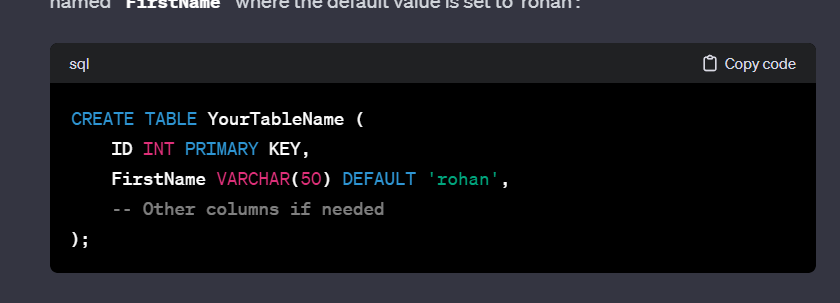 named "FirstName" where the default value is set to 'rohan':
sql
Copy code
CREATE TABLE YourTableName (
    ID INT PRIMARY KEY,
    FirstName VARCHAR(50) DEFAULT 'rohan',
    -- Other columns if needed
);